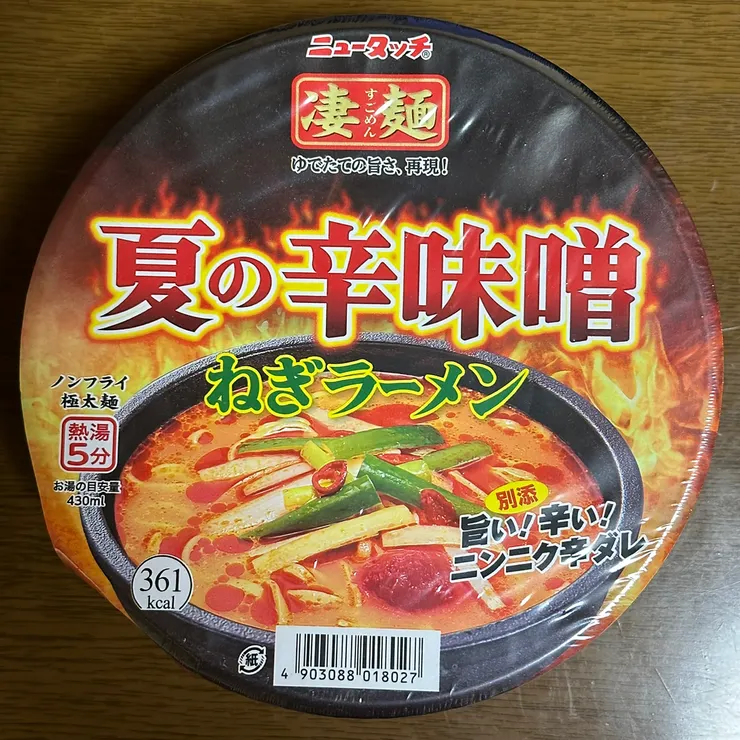 ニュータッチ®
凄麺
すごめん
ゆでたての旨さ、再現!
夏の辛味噌
ねぎラーメン
ノンフライ
極太麺
熱湯
5分
お湯の目安量
430ml
別添
旨い!辛い!
ニンニク辛ダレ
361
kcal
紙
4 903088 018027